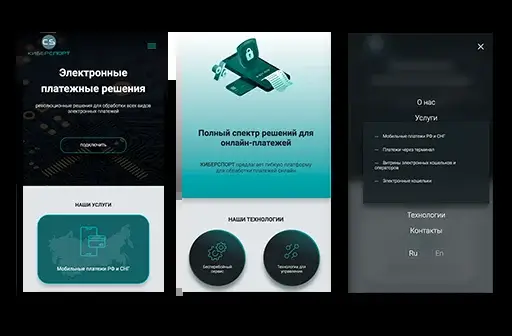 CS
КИБЕРСПОРТ
Электронные
платежные решения
революционные решения для обработки всех видов
электронных платежей
ПОДКЛЮЧИТЬ
НАШИ УСЛУГИ
Мобильные платежи РФ и СНГ
Полный спектр решений для
онлайн-платежей
КИБЕРСПОРТ предлагает гибкую платформу
для обработки платежей онлайн
НАШИ ТЕХНОЛОГИИ
Бесперебойный
сервис
Технология для
управления
О нас
Услуги
Мобильные платежи РФ и СНГ
Платежи через терминал
Витрины электронных кошельков и
операторов
Электронные кошельки
Технологии
Контакты
Ru En